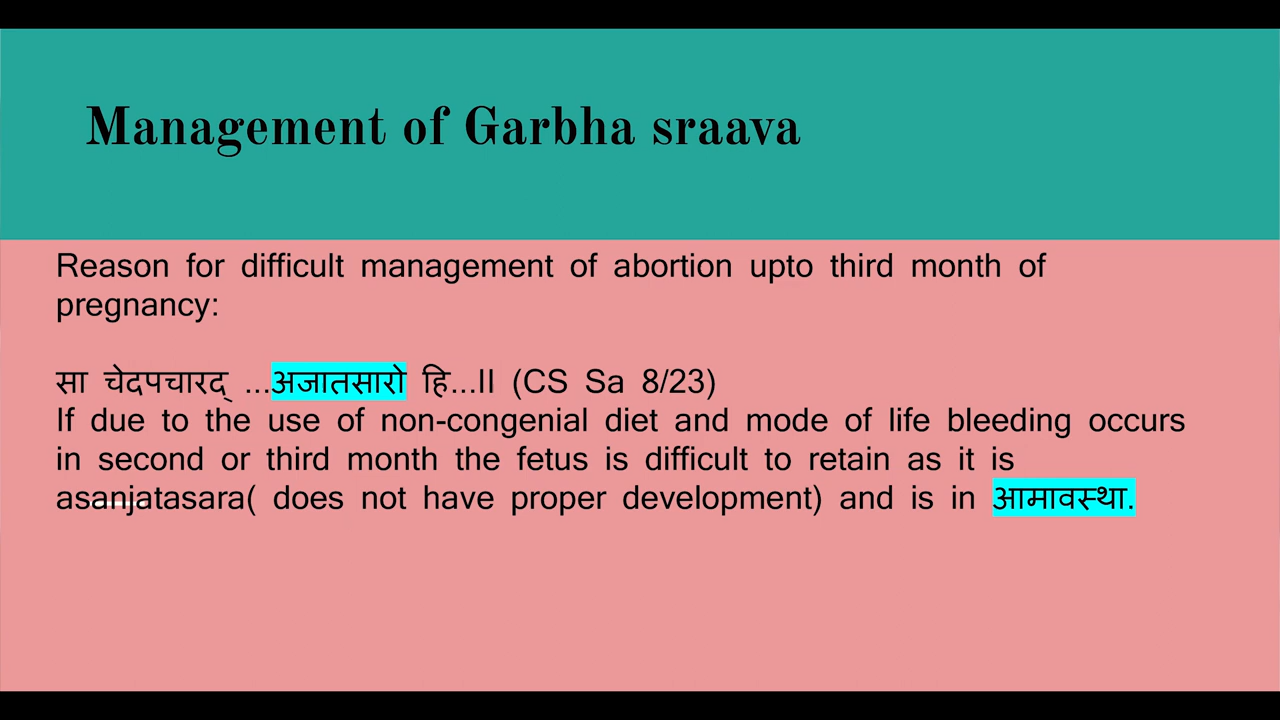 Management of Garbha sraava
Reason for difficult management of abortion upto third month of
pregnancy:
सा चेदपचारद् ...अजातसारो हि...II (CS Sa 8/23)
If due to the use of non-congenial diet and mode of life bleeding occurs
in second or third month the fetus is difficult to retain as it is
asanjatasara( does not have proper development) and is in आमावस्था.